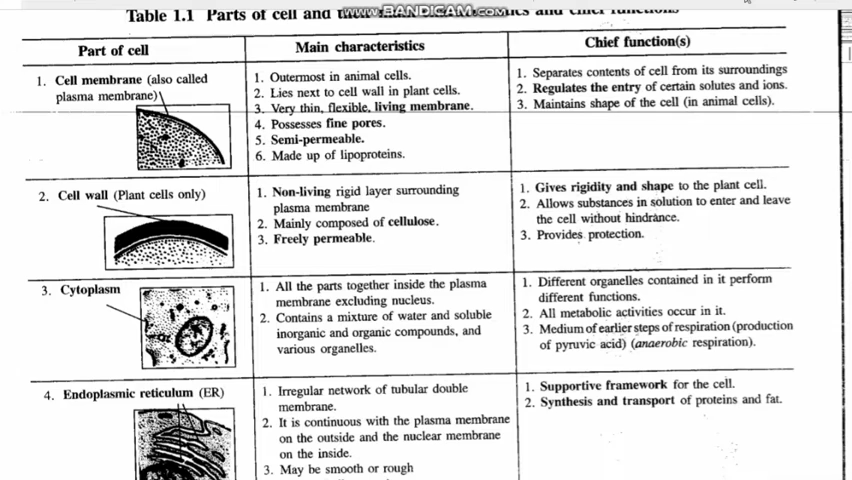 www.BANDICAM.com
Table 1.1 Parts of cell and their main characteristics and chief functions
Part of cell
Main characteristics
Chief function(s)
1. Cell membrane (also called
plasma membrane)
1. Outermost in animal cells.
2. Lies next to cell wall in plant cells.
3. Very thin, flexible, living membrane.
4. Possesses fine pores.
5. Semi-permeable.
6. Made up of lipoproteins.
1. Separates contents of cell from its surroundings
2. Regulates the entry of certain solutes and ions.
3. Maintains shape of the cell (in animal cells).
2. Cell wall (Plant cells only)
1. Non-living rigid layer surrounding
plasma membrane
2. Mainly composed of cellulose.
3. Freely permeable.
1. Gives rigidity and shape to the plant cell.
2. Allows substances in solution to enter and leave
the cell without hindrance.
3. Provides protection.
3. Cytoplasm
1. All the parts together inside the plasma
membrane excluding nucleus.
2. Contains a mixture of water and soluble
inorganic and organic compounds, and
various organelles.
1. Different organelles contained in it perform
different functions.
2. All metabolic activities occur in it.
3. Medium of earlier steps of respiration (production
of pyruvic acid) (anaerobic respiration).
4. Endoplasmic reticulum (ER)
1. Irregular network of tubular double
membrane.
2. It is continuous with the plasma membrane
on the outside and the nuclear membrane
on the inside.
3. May be smooth or rough
1. Supportive framework for the cell.
2. Synthesis and transport of proteins and fat.